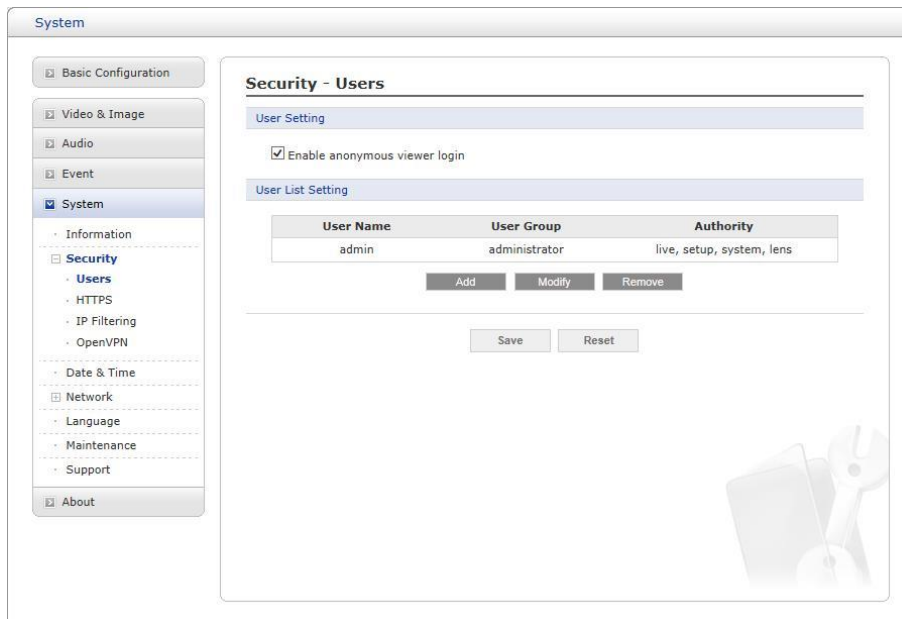 System
Basic Configuration
Video & Image
Audio
Event
System
Information
Security
Users
HTTPS
IP Filtering
OpenVPN
Date & Time
Network
Language
Maintenance
Support
About
Security - Users
User Setting
Enable anonymous viewer login
User List Setting
User Name User Group Authority
admin administrator live, setup, system, lens
Add Modify Remove
Save Reset